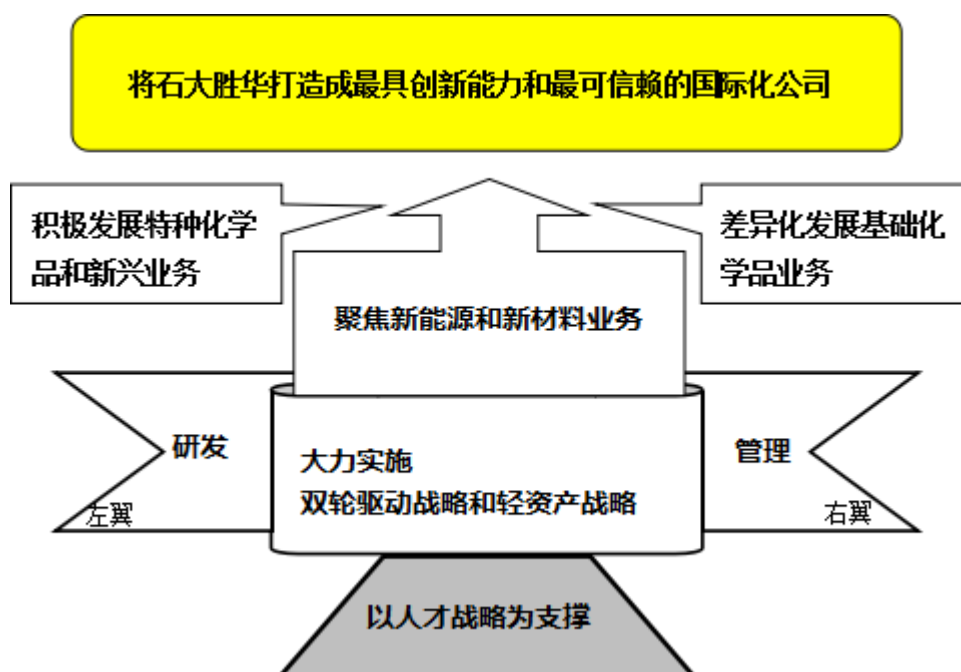 将石大胜华打造成最具创新能力和最可信赖的国际化公司
积极发展特种化学
品和新兴业务
差异化发展基础化
学品业务
聚焦新能源和新材料业务
研发
左翼
大力实施
双轮驱动战略和轻资产战略
管理
右翼
以人才战略为支撑